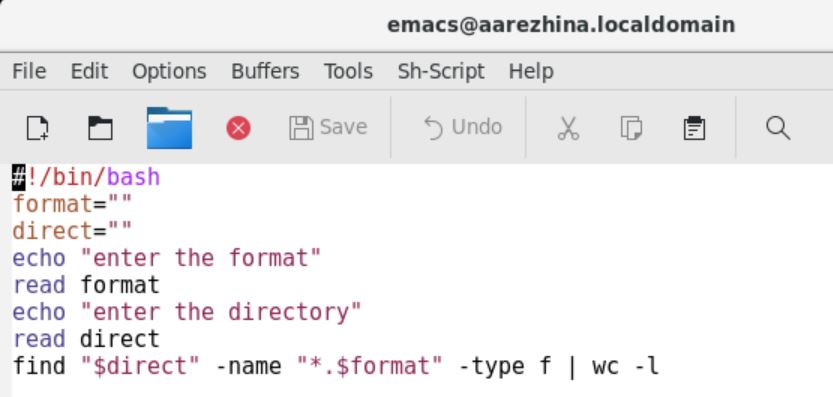 emacs@aarezhina.localdomain
File Edit Options Buffers Tools Sh-Script Help
Save Undo
#!/bin/bash
format=""
direct=""
echo "enter the format"
read format
echo "enter the directory"
read direct
find "$direct" -name "*.$format" -type f | wc -l